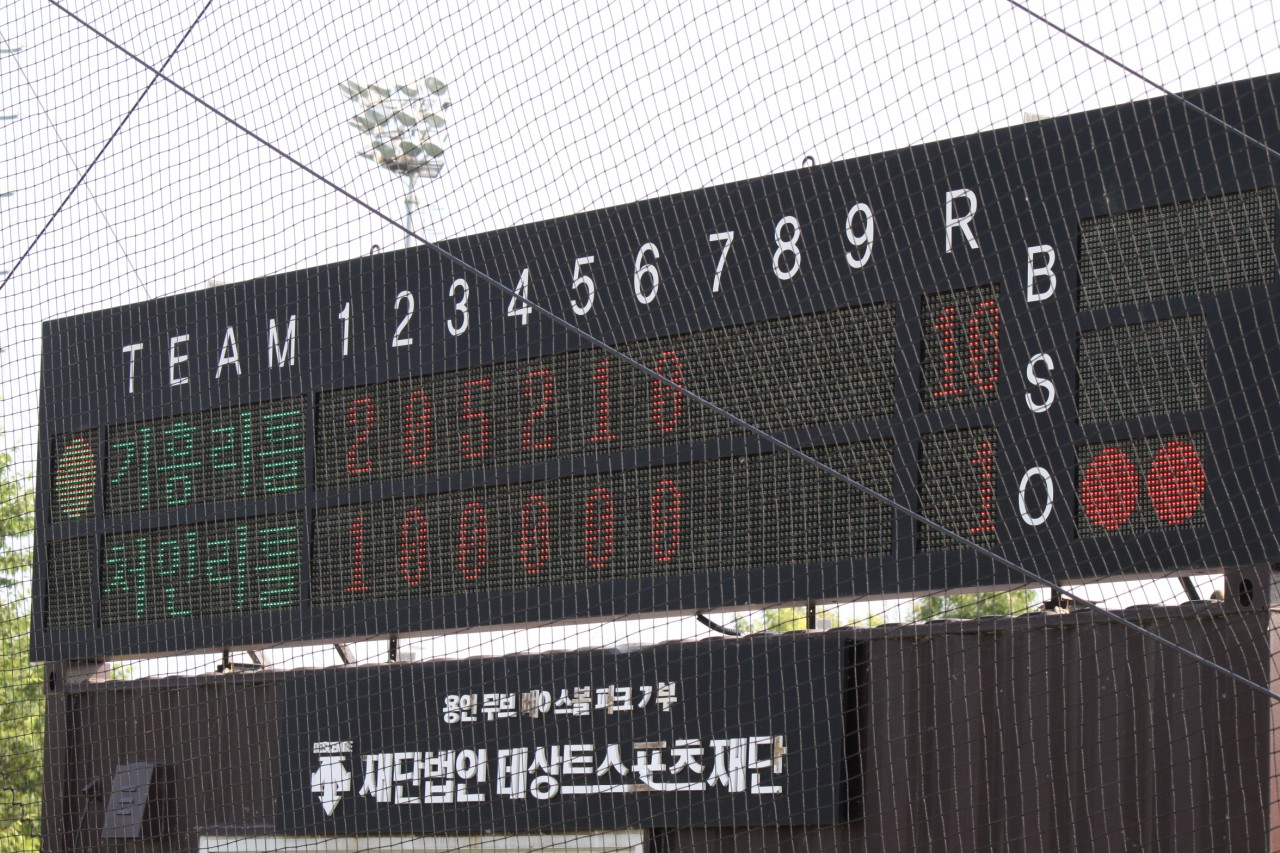 TEAM 1 2 3 4 5 6 7 8 9 R
기흥리틀 2 0 5 2 1 0 10
처인리틀 1 0 0 0 0 0 1
B
S
O
용인 무브 베이스볼 파크 7부
재단법인 대상트스포츠재단